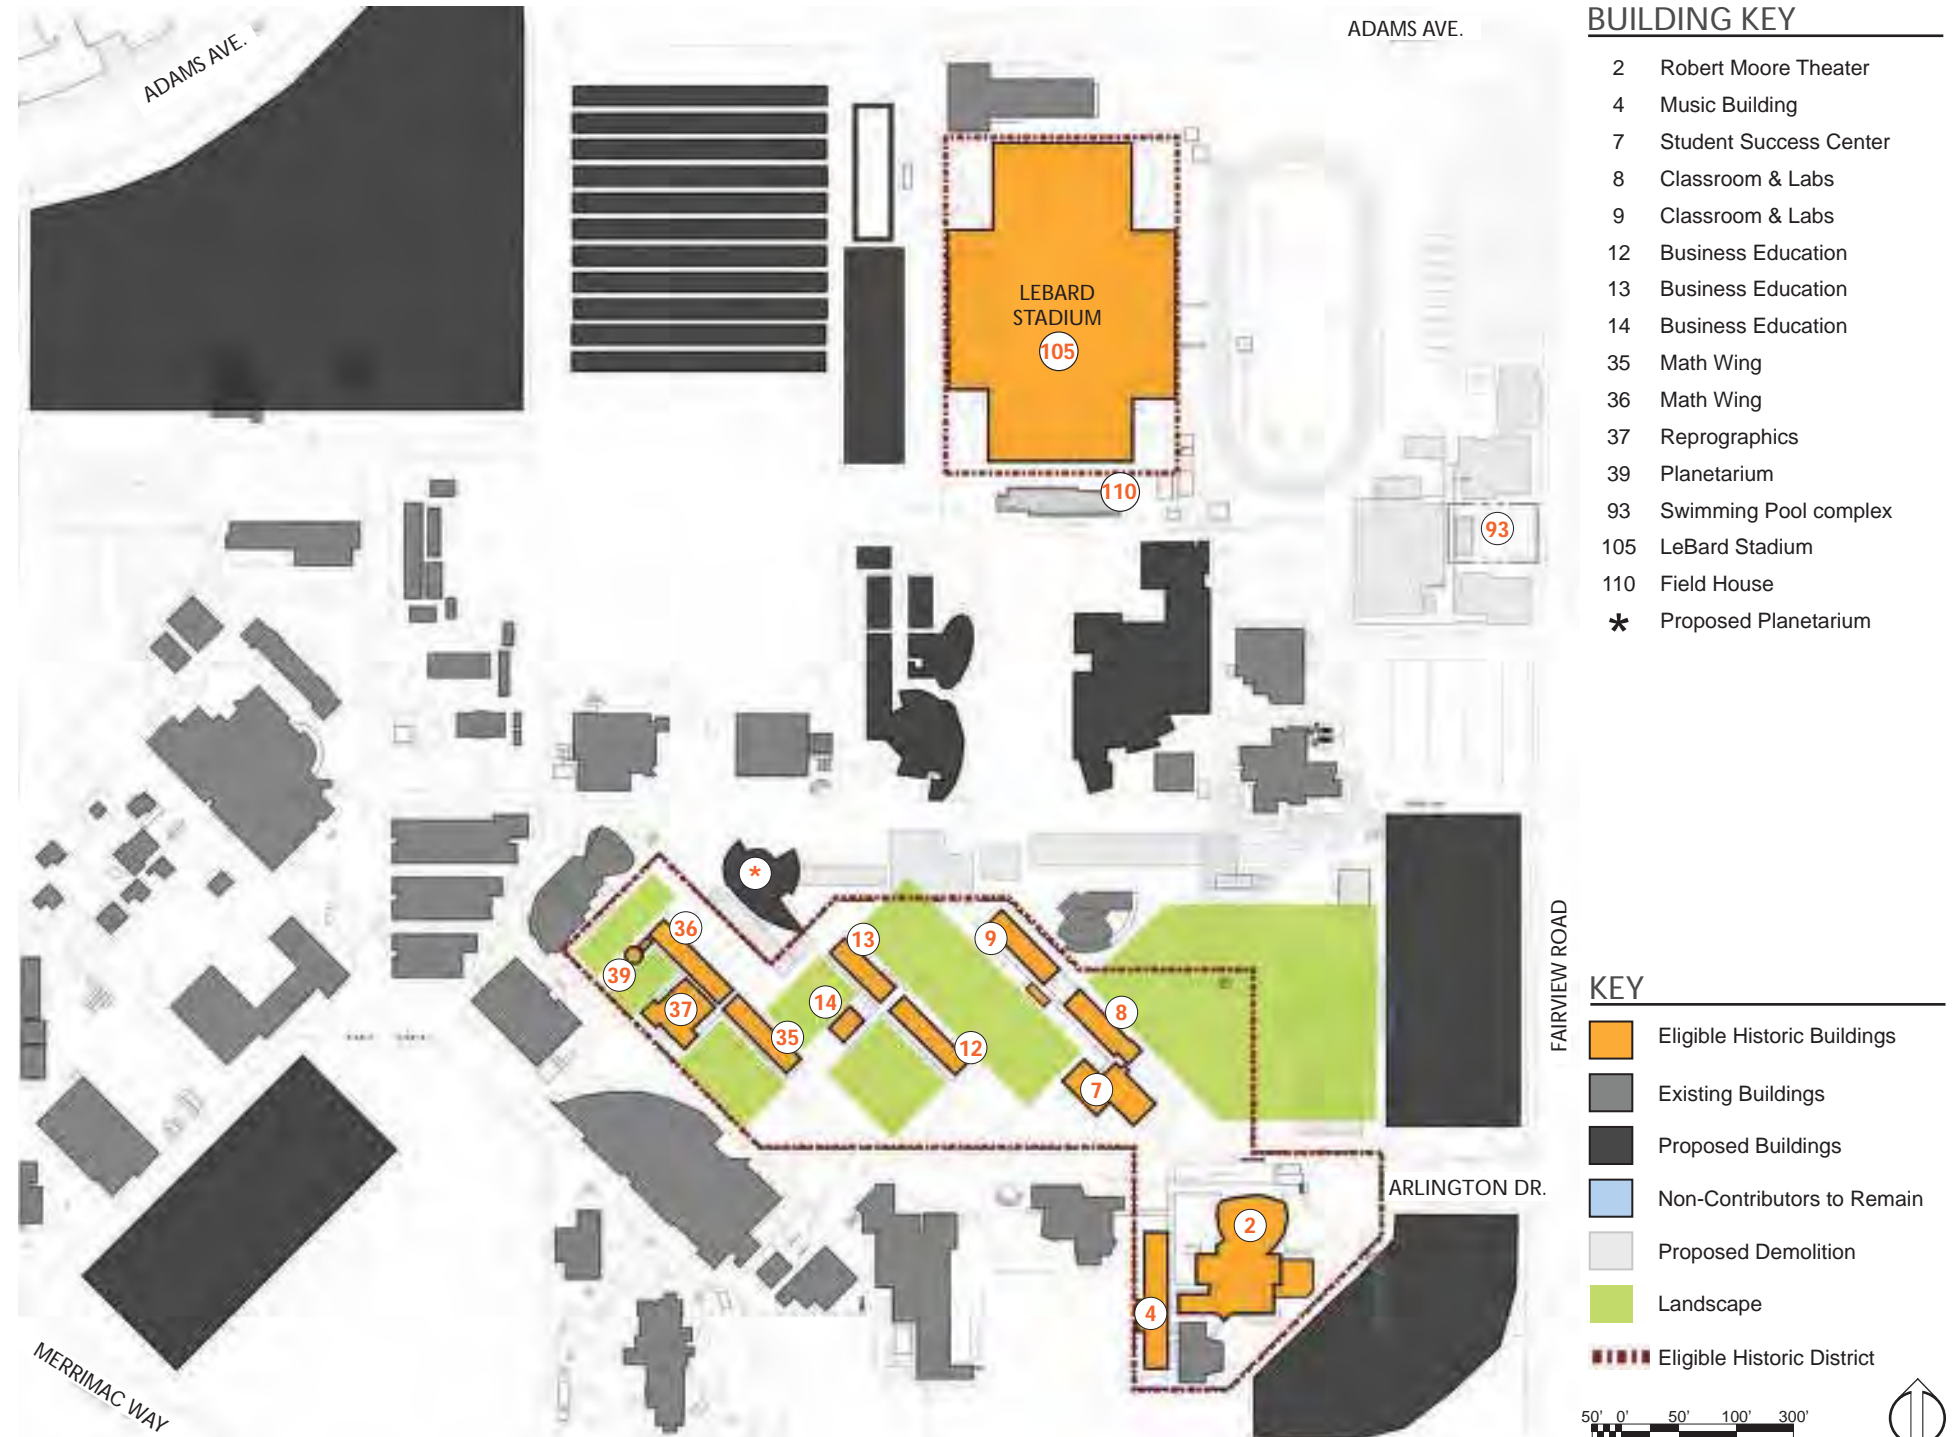 ADAMS AVE.
ADAMS AVE.
LEBARD
STADIUM
105
110
93
*
36
39
37
35
13
14
12
9
8
7
2
4
FAIRVIEW ROAD
ARLINGTON DR.
MERRIMAC WAY
BUILDING KEY
2 Robert Moore Theater
4 Music Building
7 Student Success Center
8 Classroom & Labs
9 Classroom & Labs
12 Business Education
13 Business Education
14 Business Education
35 Math Wing
36 Math Wing
37 Reprographics
39 Planetarium
93 Swimming Pool complex
105 LeBard Stadium
110 Field House
* Proposed Planetarium
KEY
Eligible Historic Buildings
Existing Buildings
Proposed Buildings
Non-Contributors to Remain
Proposed Demolition
Landscape
Eligible Historic District
50' 0' 50' 100' 300'